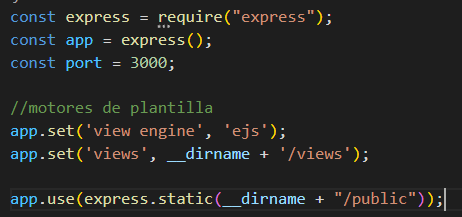 const express = require("express");
const app = express();
const port = 3000;
//motores de plantilla
app.set('view engine', 'ejs');
app.set('views', __dirname + '/views');
app.use(express.static(__dirname + "/public"));